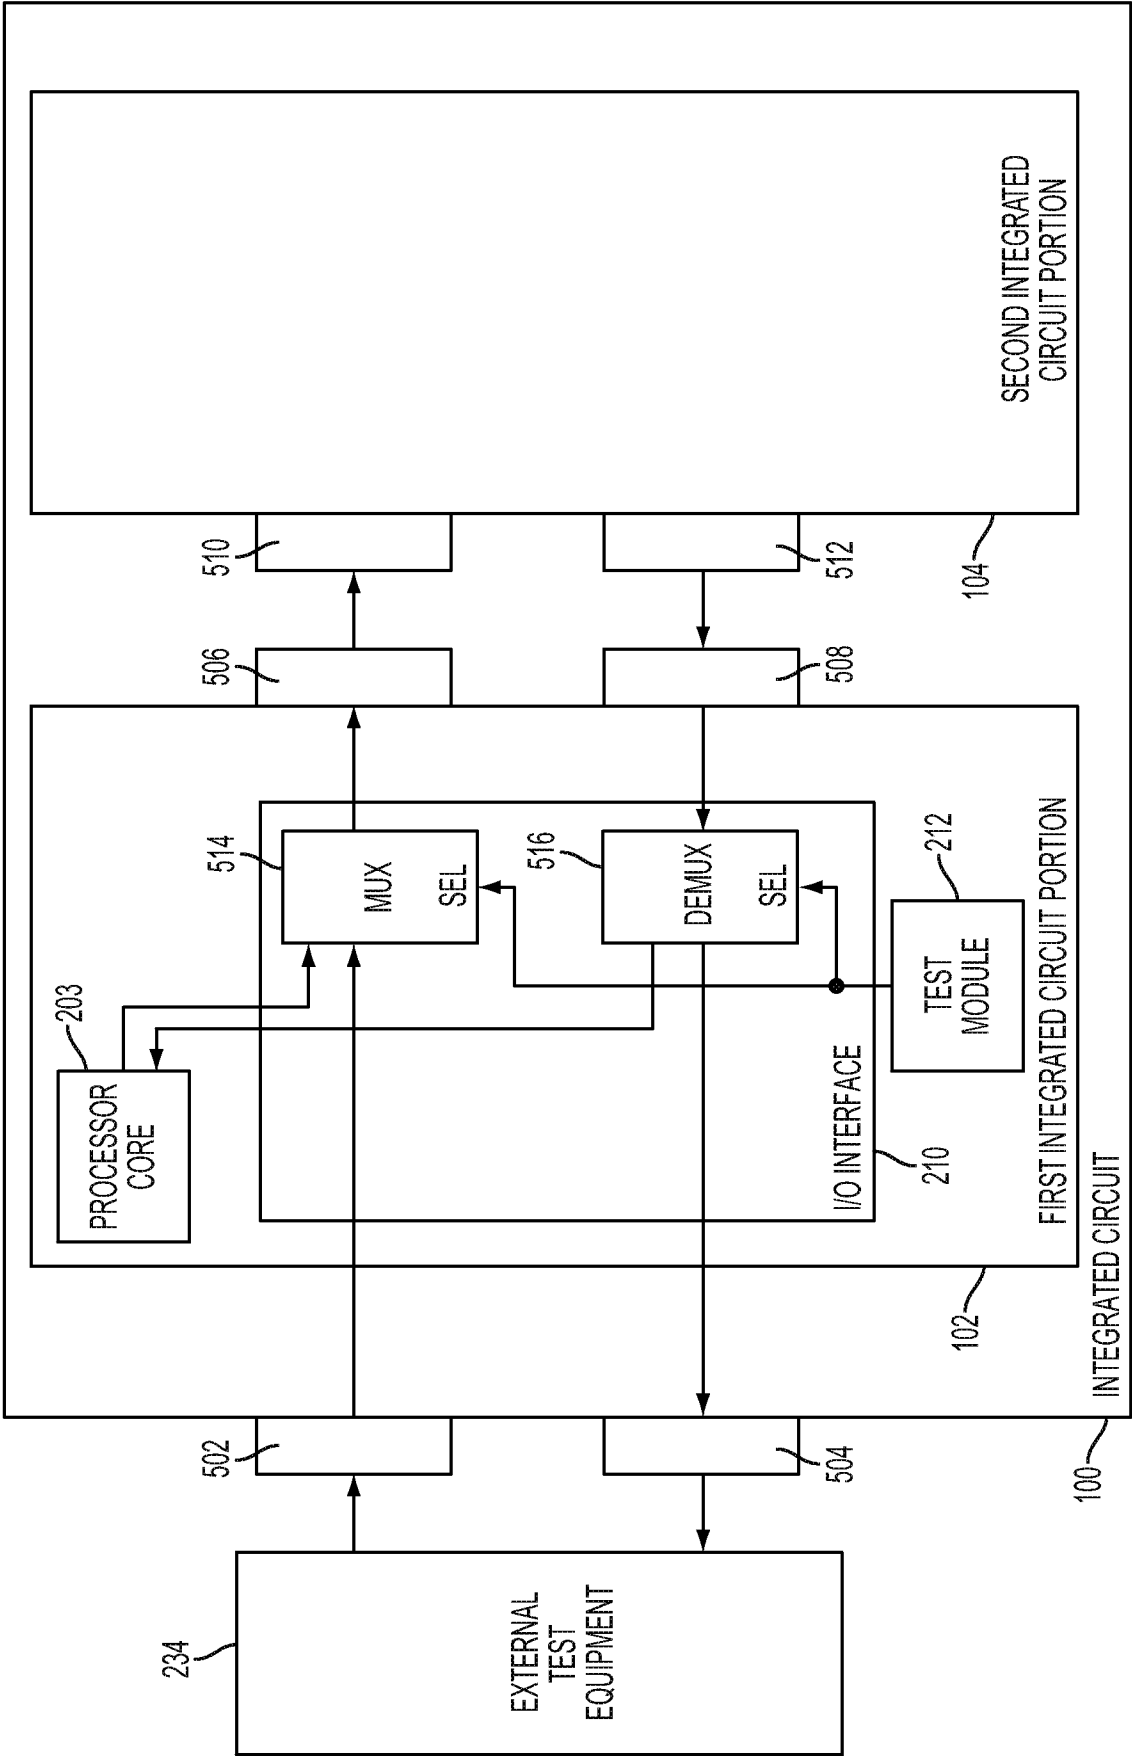 234
EXTERNAL
TEST
EQUIPMENT
502
504
100
INTEGRATED CIRCUIT
102
FIRST INTEGRATED CIRCUIT PORTION
203
PROCESSOR
CORE
I/O INTERFACE
210
514
MUX
SEL
516
DEMUX
SEL
212
TEST
MODULE
506
508
510
512
104
SECOND INTEGRATED
CIRCUIT PORTION